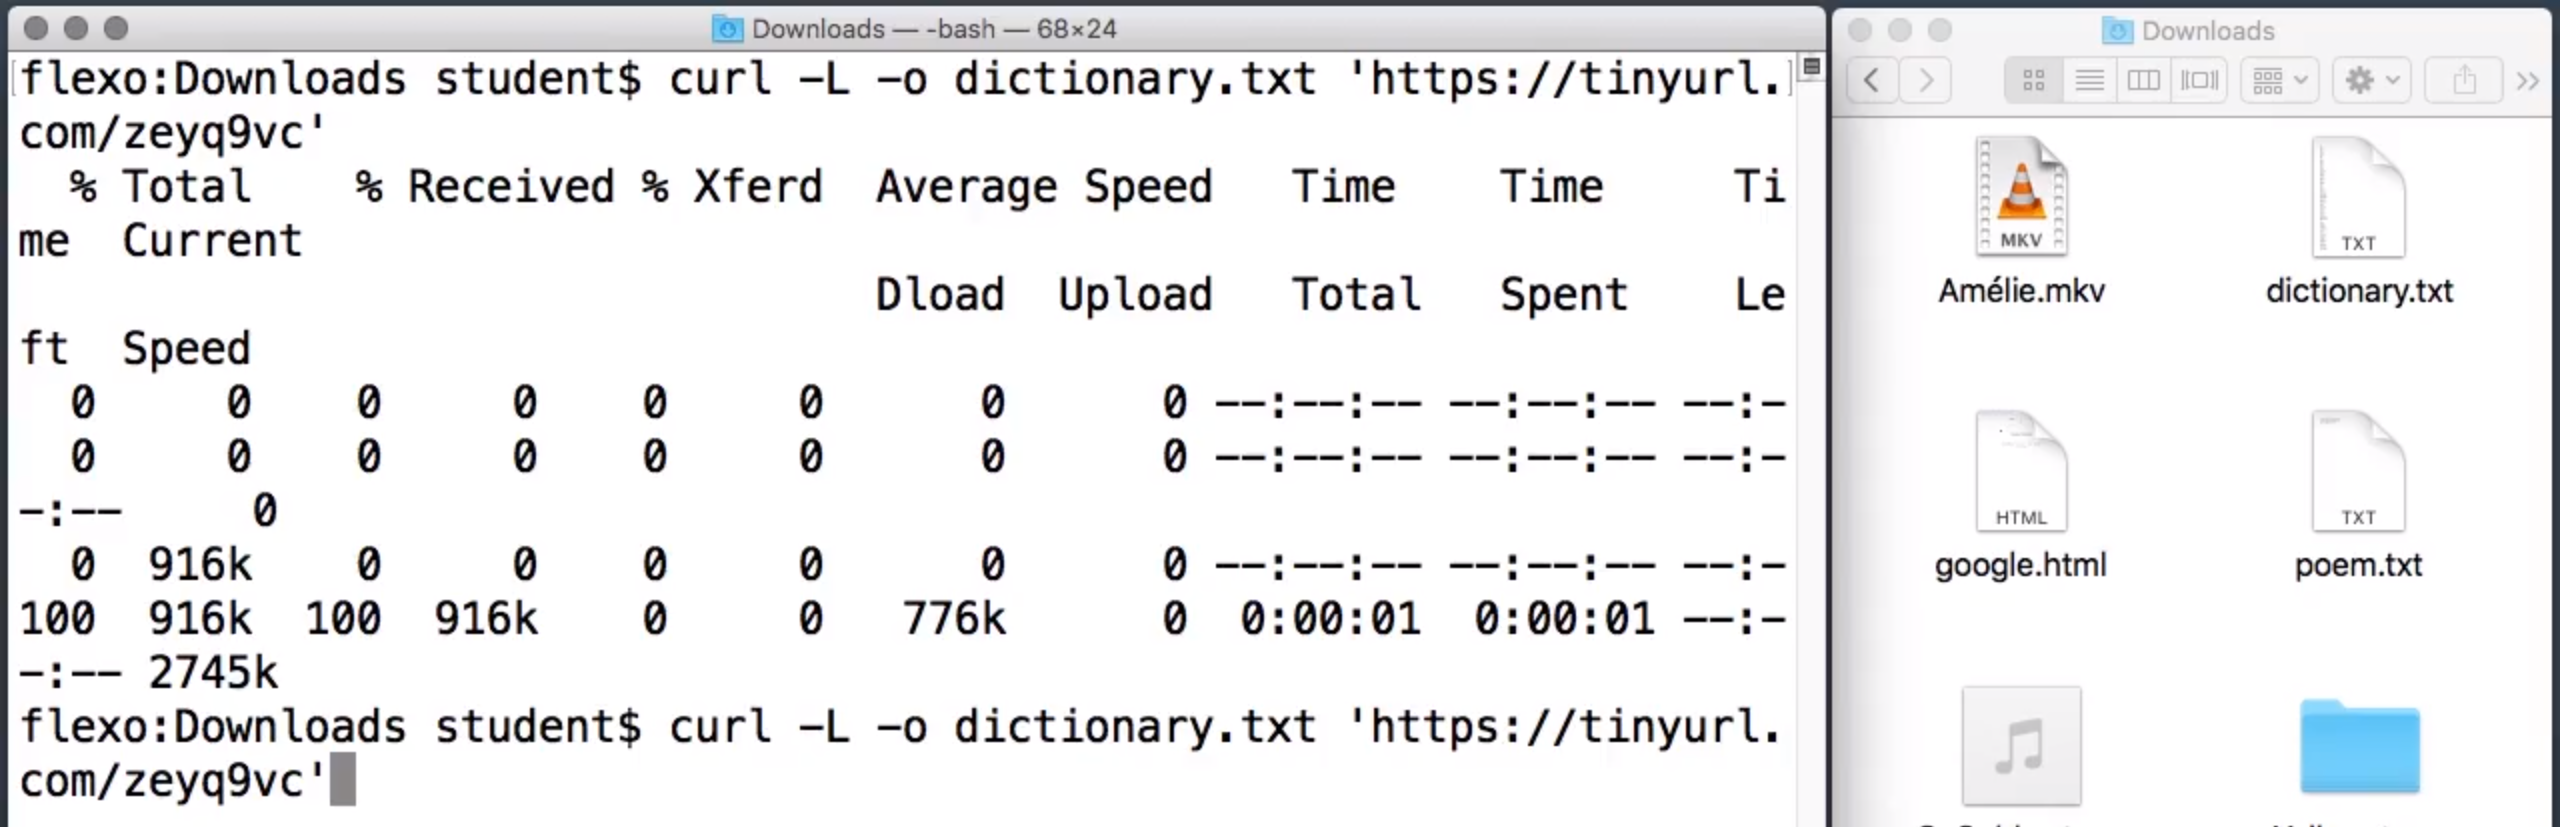 Downloads — -bash — 68×24
flexo:Downloads student$ curl -L -o dictionary.txt 'https://tinyurl.
com/zeyq9vc'
% Total % Received % Xferd Average Speed Time Time Ti
me Current
Dload Upload Total Spent Le
ft Speed
0 0 0 0 0 0 0 0 --:--:-- --:--:-- --:-
0 0 0 0 0 0 0 0 --:--:-- --:--:-- --:-
-:-- 0
0 916k 0 0 0 0 0 0 --:--:-- --:--:-- --:-
100 916k 100 916k 0 0 776k 0 0:00:01 0:00:01 --:-
-:-- 2745k
flexo:Downloads student$ curl -L -o dictionary.txt 'https://tinyurl.
com/zeyq9vc'
Downloads
MKV
Amélie.mkv
TXT
dictionary.txt
HTML
google.html
TXT
poem.txt